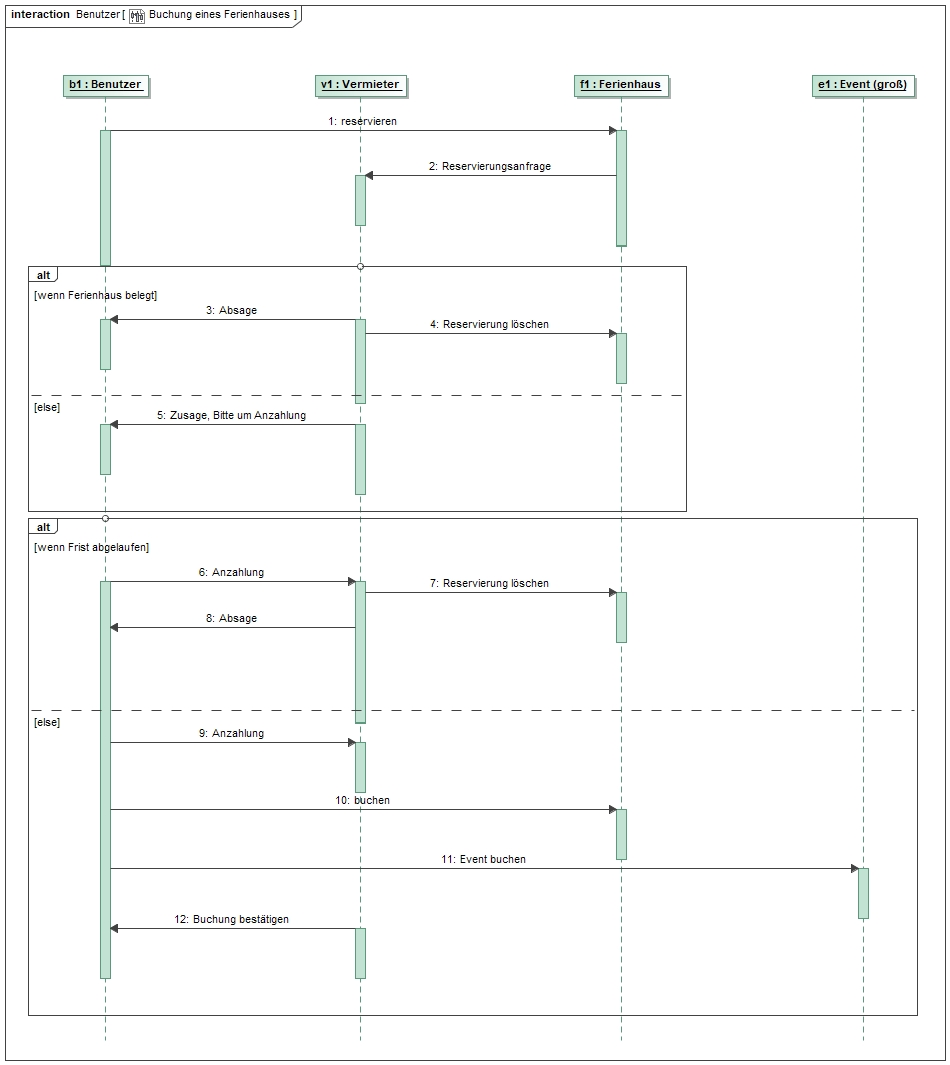 interaction Benutzer [ Buchung eines Ferienhauses ]
b1 : Benutzer
v1 : Vermieter
f1 : Ferienhaus
e1 : Event (groß)
1: reservieren
2: Reservierungsanfrage
alt
[wenn Ferienhaus belegt]
3: Absage
4: Reservierung löschen
[else]
5: Zusage, Bitte um Anzahlung
alt
[wenn Frist abgelaufen]
6: Anzahlung
7: Reservierung löschen
8: Absage
[else]
9: Anzahlung
10: buchen
11: Event buchen
12: Buchung bestätigen